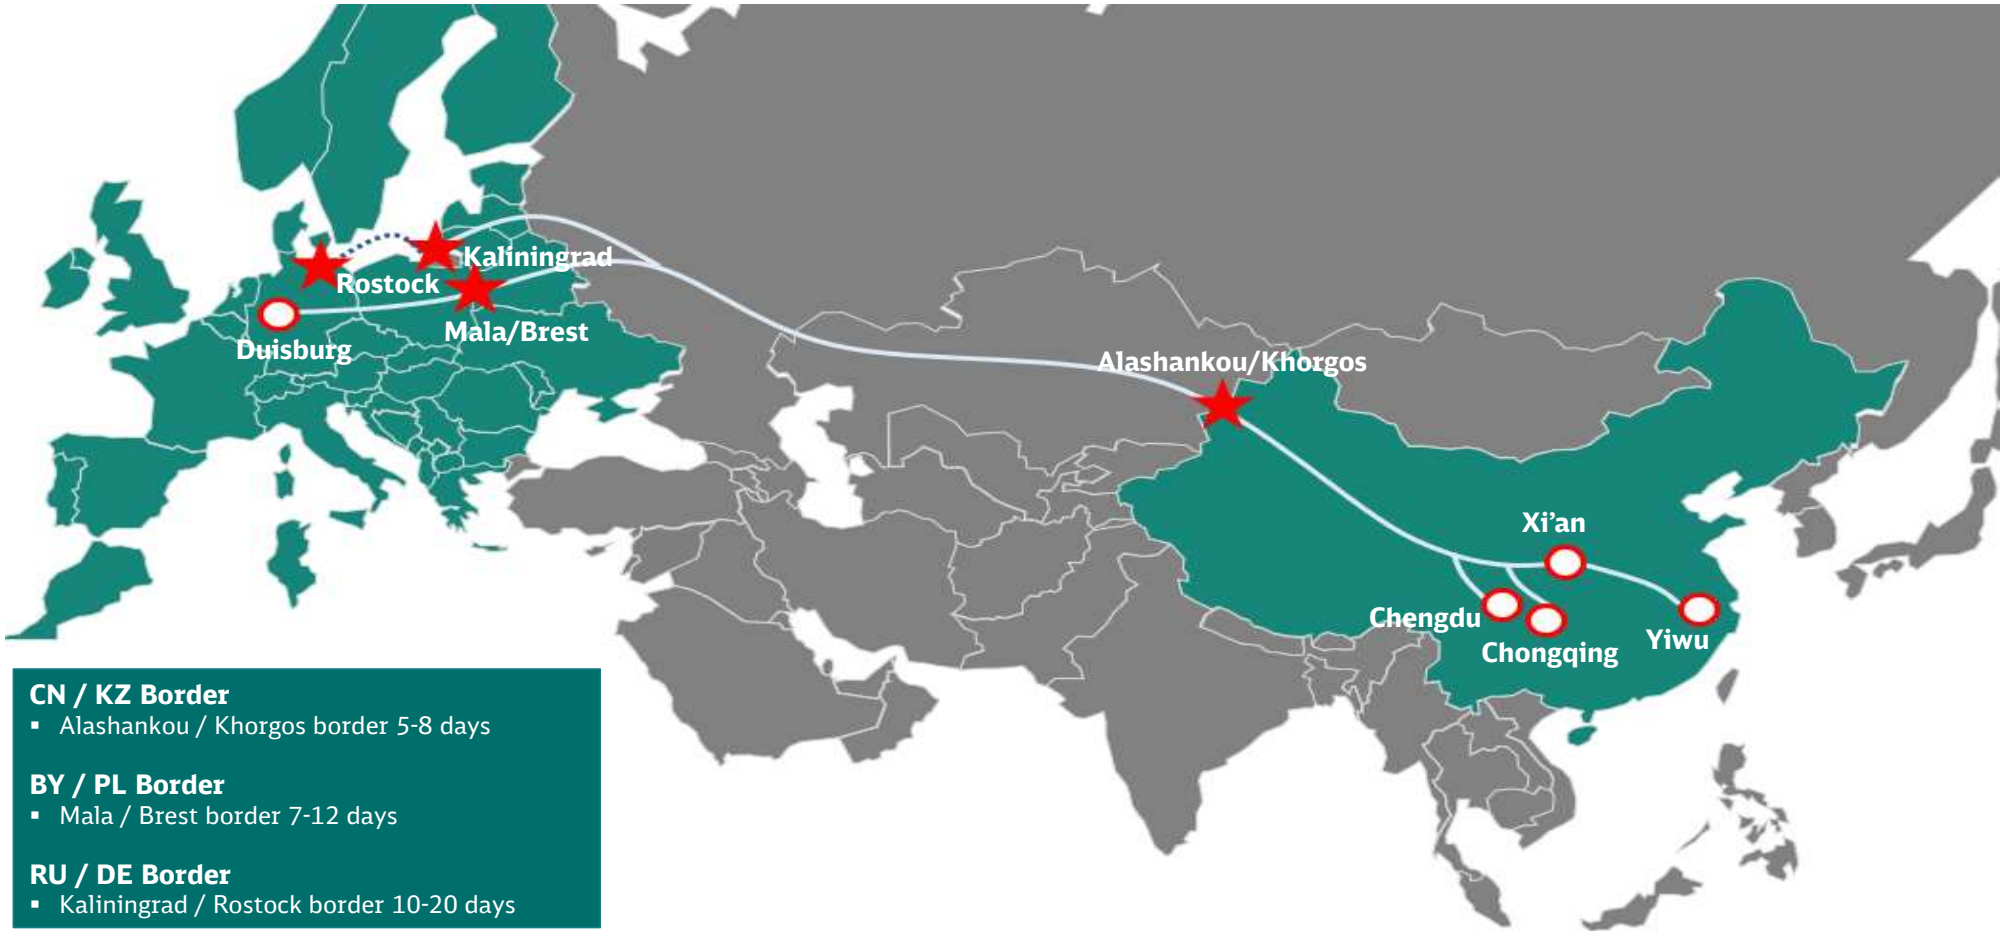 Kaliningrad
Rostock
Mala/Brest
Duisburg
Alashankou/Khorgos
Xi’an
Chengdu
Chongqing
Yiwu
CN / KZ Border
▪ Alashankou / Khorgos border 5-8 days
BY / PL Border
▪ Mala / Brest border 7-12 days
RU / DE Border
▪ Kaliningrad / Rostock border 10-20 days